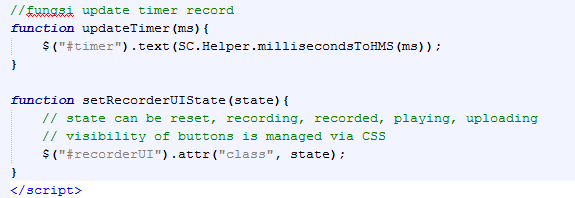 //fungsi update timer record
function updateTimer(ms){
$("#timer").text(SC.Helper.millisecondsToHMS(ms));
}
function setRecorderUIState(state){
// state can be reset, recording, recorded, playing, uploading
// visibility of buttons is managed via CSS
$("#recorderUI").attr("class", state);
}
</script>